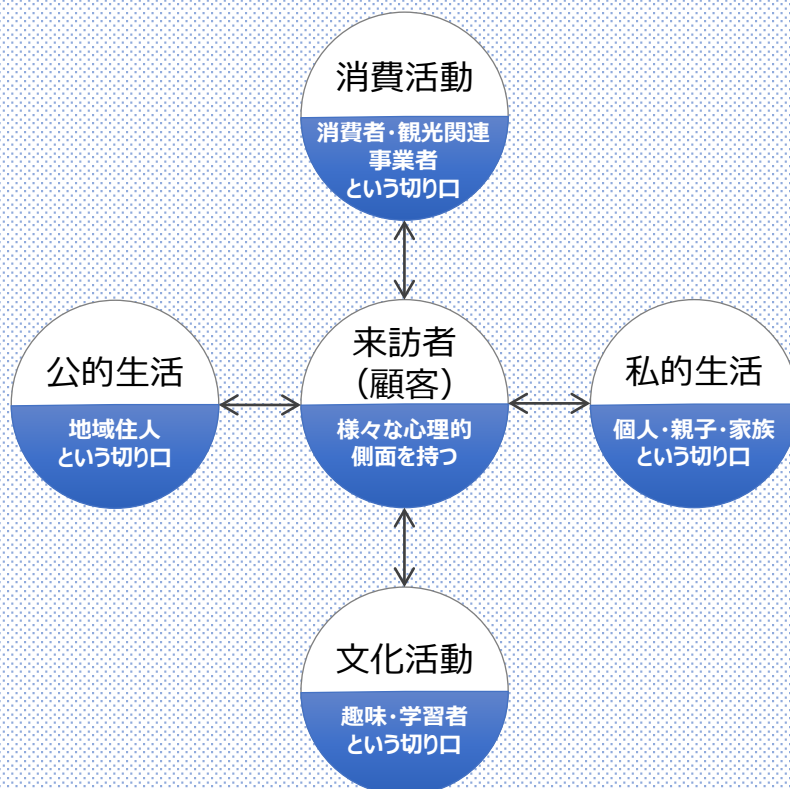 消費活動
消費者・観光関連
事業者
という切り口
公的生活
地域住人
という切り口
来訪者
（顧客）
様々な心理的
側面を持つ
私的生活
個人・親子・家族
という切り口
文化活動
趣味・学習者
という切り口